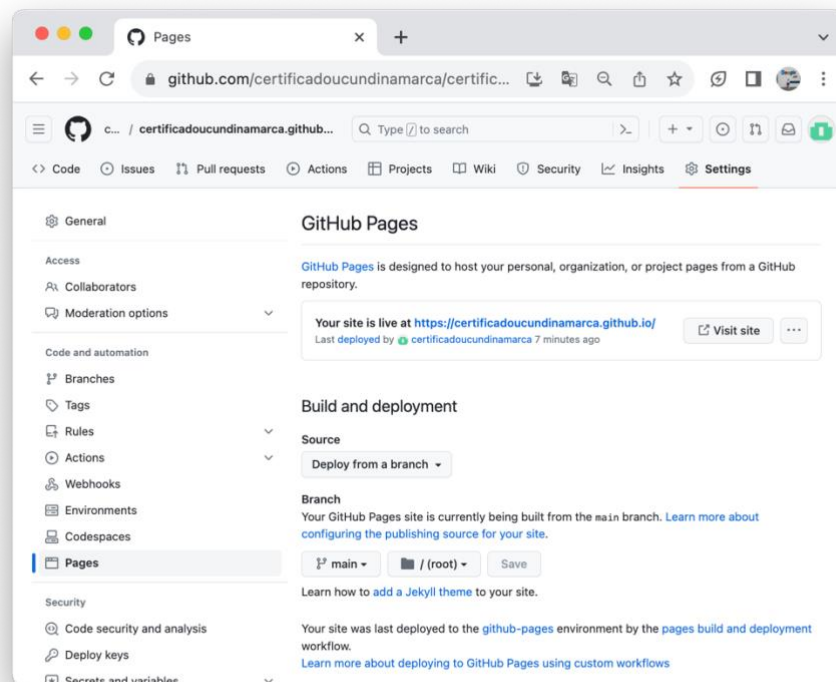 Pages
github.com/certificadoucundinamarca/certific...
c... / certificadoucundinamarca.github... Type / to search
Code Issues Pull requests Actions Projects Wiki Security Insights Settings
General
Access
Collaborators
Moderation options
Code and automation
Branches
Tags
Rules
Actions
Webhooks
Environments
Codespaces
Pages
Security
Code security and analysis
Deploy keys
Secrets and variables
GitHub Pages
GitHub Pages is designed to host your personal, organization, or project pages from a GitHub
repository.
Your site is live at https://certificadoucundinamarca.github.io/
Visit site
Last deployed by certificadoucundinamarca 7 minutes ago
Build and deployment
Source
Deploy from a branch
Branch
Your GitHub Pages site is currently being built from the main branch. Learn more about
configuring the publishing source for your site.
main / (root) Save
Learn how to add a Jekyll theme to your site.
Your site was last deployed to the github-pages environment by the pages build and deployment
workflow.
Learn more about deploying to GitHub Pages using custom workflows